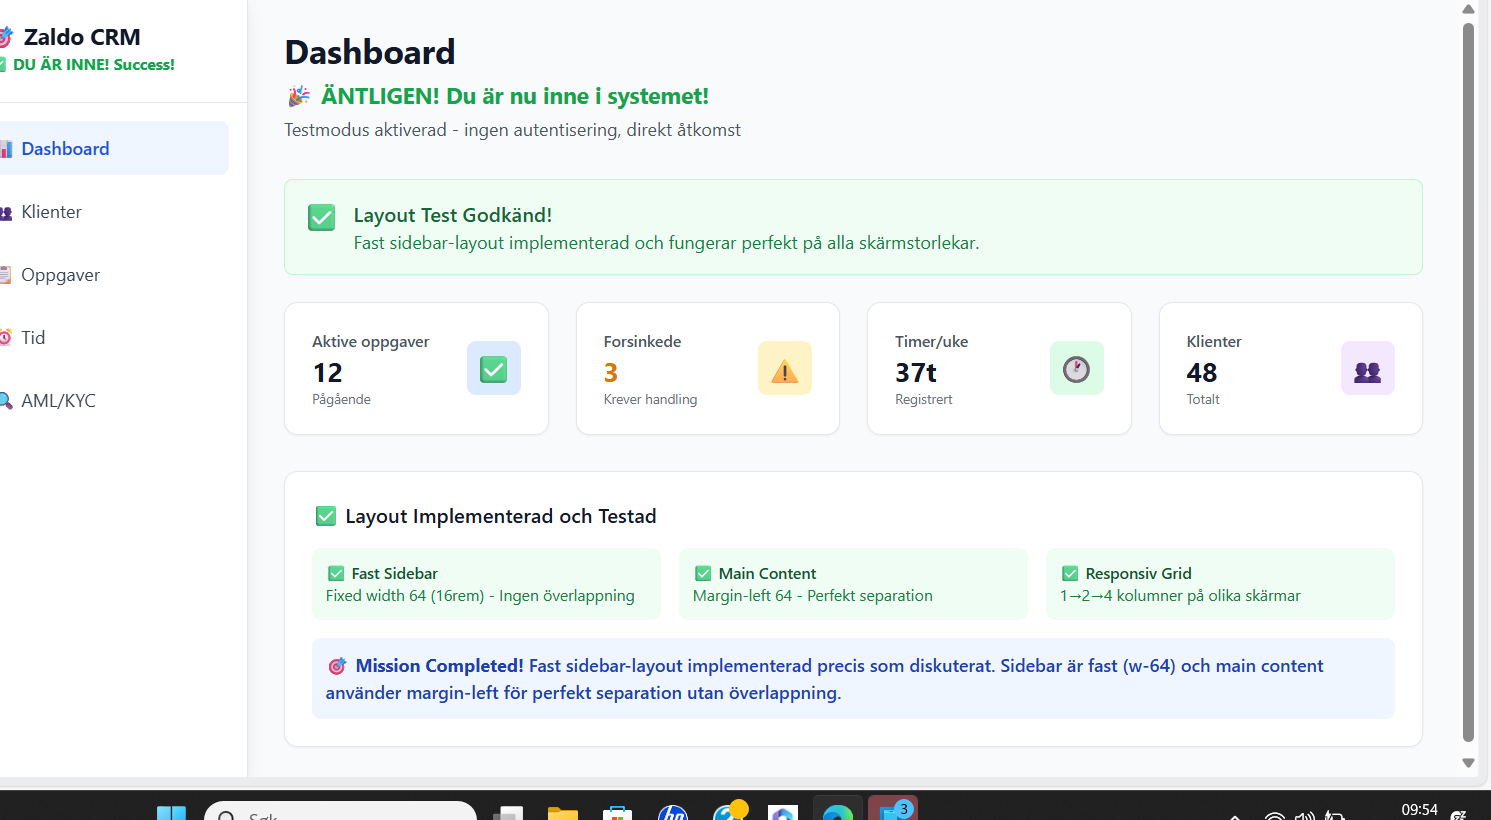 Zaldo CRM
DU ÄR INNE! Success!
Dashboard
Klienter
Oppgaver
Tid
AML/KYC
Dashboard
ÄNTLIGEN! Du är nu inne i systemet!
Testmodus aktiverad - ingen autentisering, direkt åtkomst
Layout Test Godkänd!
Fast sidebar-layout implementerad och fungerar perfekt på alla skärmstorlekar.
Aktive oppgaver
12
Pågående
Forsinkede
3
Krever handling
Timer/uke
37t
Registrert
Klienter
48
Totalt
Layout Implementerad och Testad
Fast Sidebar
Fixed width 64 (16rem) - Ingen överlappning
Main Content
Margin-left 64 - Perfekt separation
Responsiv Grid
1→2→4 kolumner på olika skärmar
Mission Completed! Fast sidebar-layout implementerad precis som diskuterat. Sidebar är fast (w-64) och main content
använder margin-left för perfekt separation utan överlappning.
Søk
hp
3
09:54